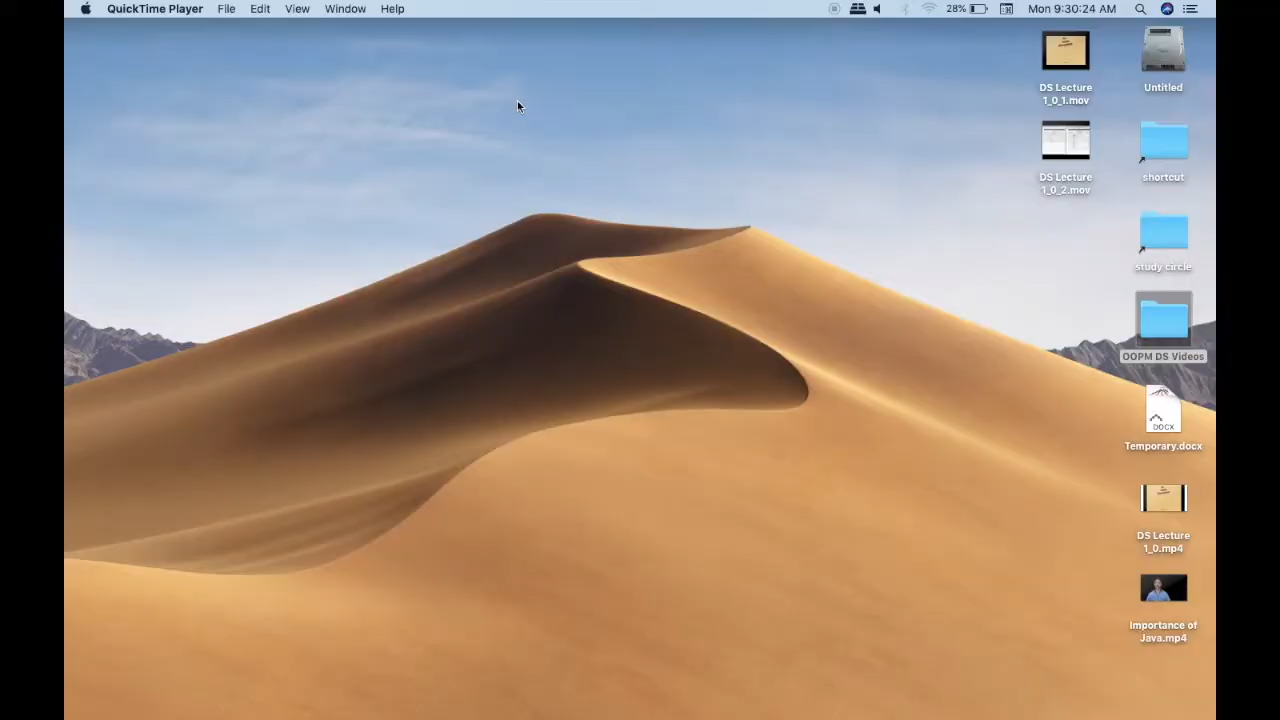 QuickTime Player File Edit View Window Help 28% Mon 9:30:24 AM
DS Lecture
1_0_1.mov
Untitled
DS Lecture
1_0_2.mov
shortcut
study circle
OOPM DS Videos
DOCX
Temporary.docx
DS Lecture
1_0.mp4
Importance of
Java.mp4